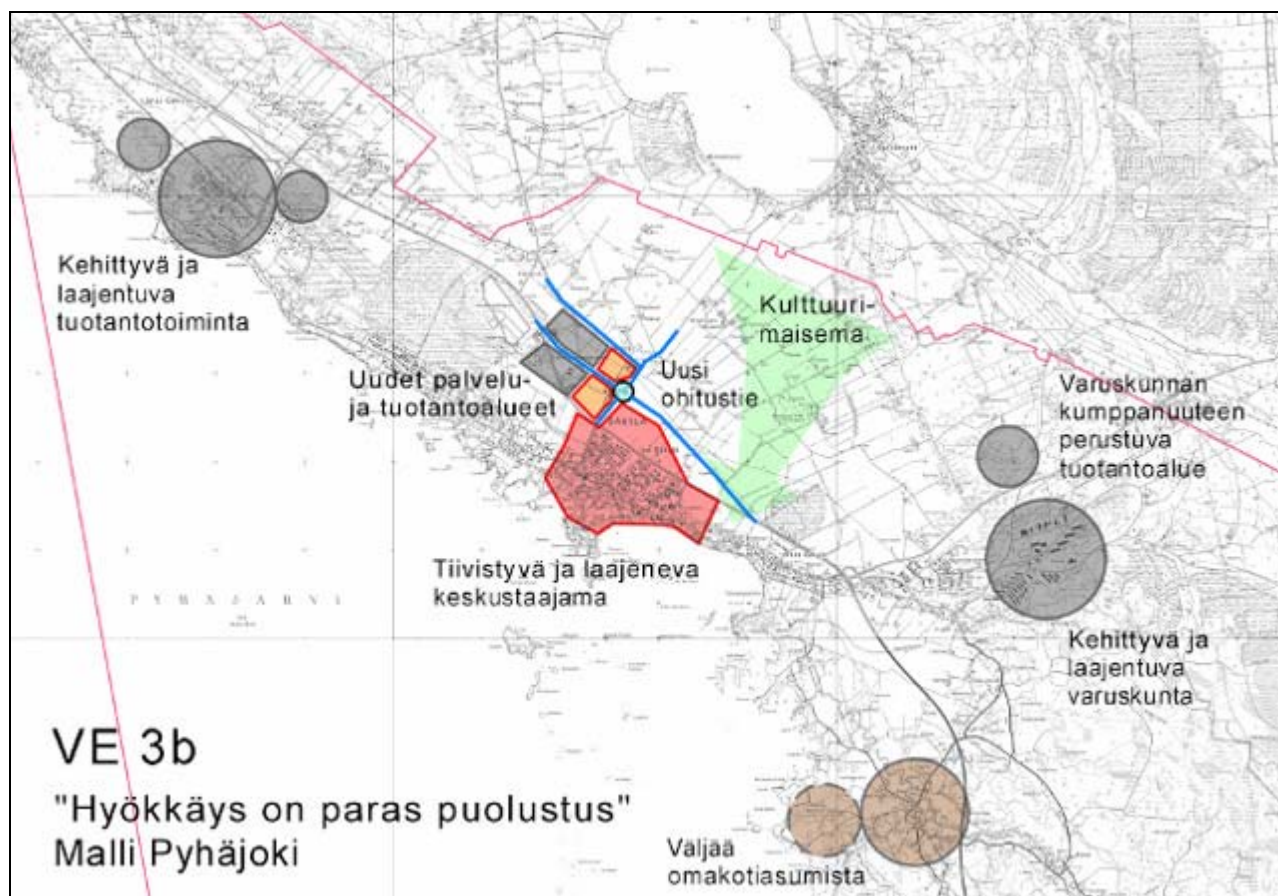 Kehittyvä ja
laajentuva
tuotantotoiminta
Uudet palvelu-
ja tuotantoalueet
Uusi
ohitustie
Kulttuuri-
maisema
Varuskunnan
kumppanuuteen
perustuva
tuotantoalue
Tiivistyvä ja laajeneva
keskustaajama
Kehittyvä ja
laajentuva
varuskunta
VE 3b
"Hyökkäys on paras puolustus"
Malli Pyhäjoki
Väljää
omakotiasumista